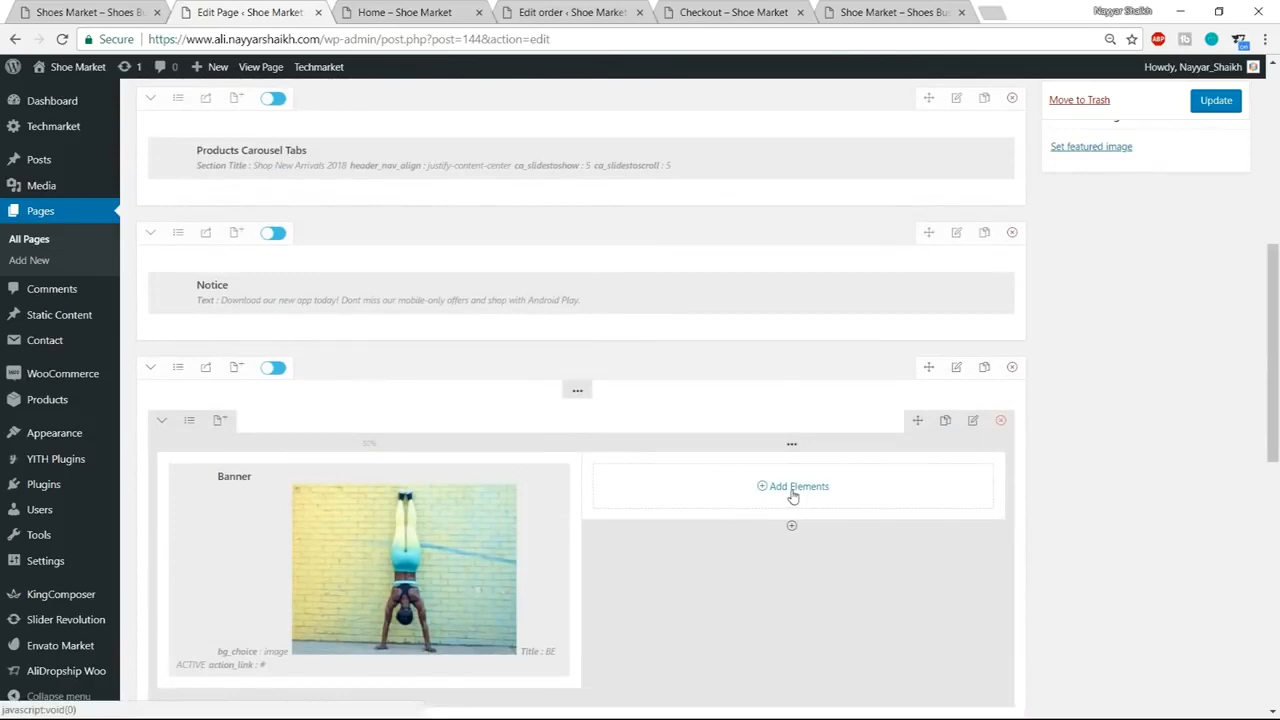 Shoes Market – Shoes Bu
Edit Page ‹ Shoe Market
Home – Shoe Market
Edit order ‹ Shoe Market
Checkout – Shoe Market
Shoe Market – Shoes Bus
Nayyar Shaikh
Secure
https://www.ali.nayyarshaikh.com/wp-admin/post.php?post=144&action=edit
ABP
on
Shoe Market
1
0
New
View Page
Techmarket
Howdy, Nayyar_Shaikh
Dashboard
Techmarket
Posts
Media
Pages
All Pages
Add New
Comments
Static Content
Contact
WooCommerce
Products
Appearance
YITH Plugins
Plugins
Users
Tools
Settings
KingComposer
Slider Revolution
Envato Market
AliDropship Woo
Collapse menu
javascript:void(0)
Move to Trash
Update
Set featured image
Products Carousel Tabs
Section Title : Shop New Arrivals 2018 header_nav_align : justify-content-center ca_slidestoshow : 5 ca_slidestoscroll : 5
Notice
Text : Download our new app today! Dont miss our mobile-only offers and shop with Android Play.
50%
Banner
Add Elements
bg_choice : image
Title : BE
ACTIVE action_link : #